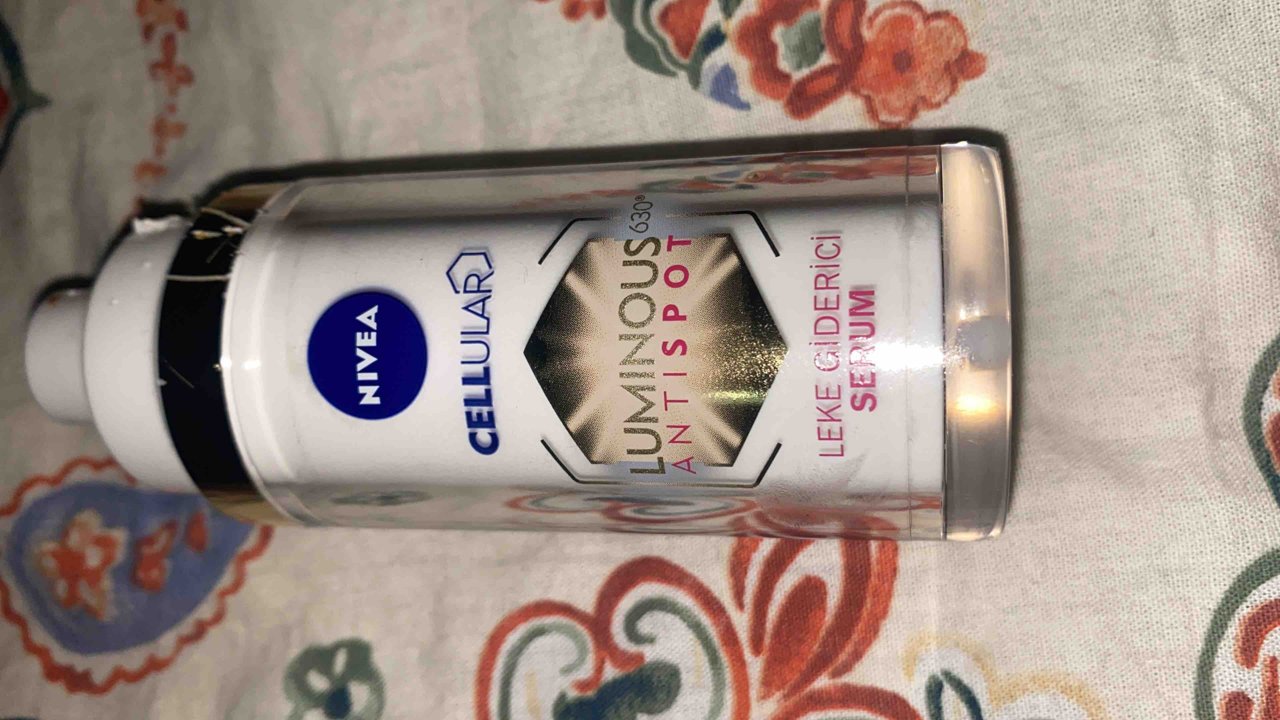 NIVEA
CELLULAR
LUMINOUS630®
ANTISPOT
LEKE GİDERİCİ
SERUM